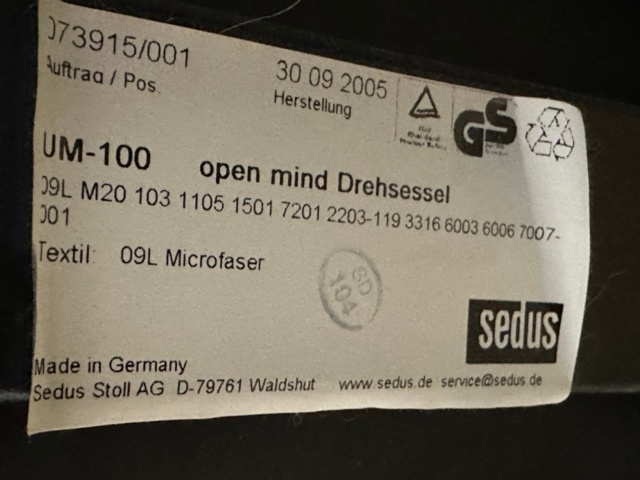 073915/001
Auftrag / Pos.
30 09 2005
Herstellung
GS
UM-100 open mind Drehsessel
09L M20 103 1105 1501 7201 2203-119 3316 6003 6006 7007-
001
Textil: 09L Microfaser
SD
104
sedus
Made in Germany
Sedus Stoll AG D-79761 Waldshut www.sedus.de service@sedus.de